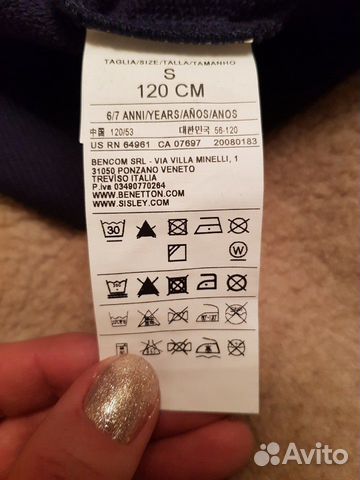 TAGLIA/SIZE/TALLA/TAMANHO
S
120 CM
6/7 ANNI/YEARS/AÑOS/ANOS
中国 120/53 대한민국 56-120
US RN 64961 CA 07697 20080183
BENCOM SRL - VIA VILLA MINELLI, 1
31050 PONZANO VENETO
TREVISO ITALIA
P.iva 03490770264
WWW.BENETTON.COM
WWW.SISLEY.COM
30
W
Avito